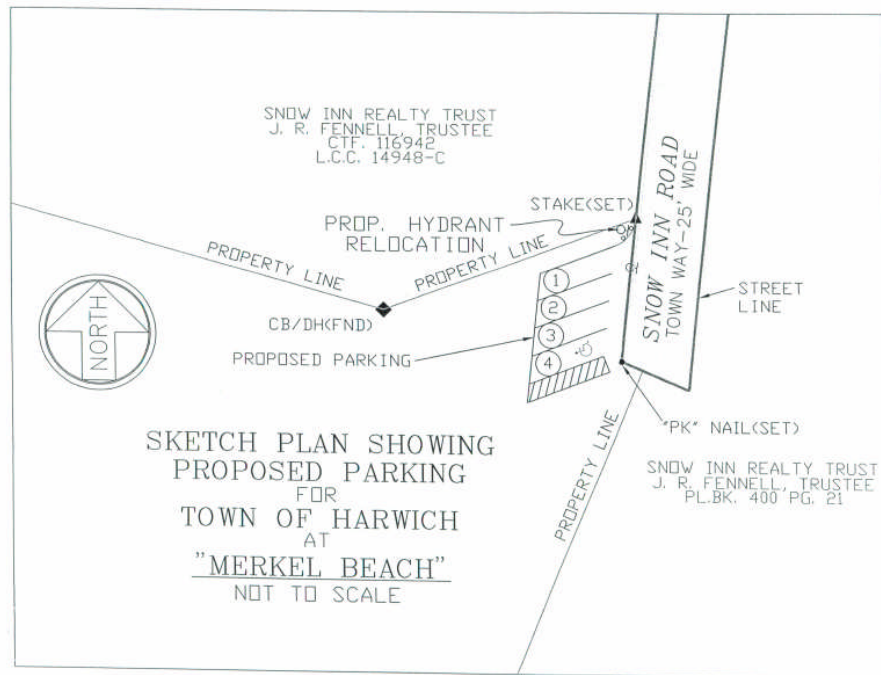 SNOW INN REALTY TRUST
J. R. FENNELL, TRUSTEE
CTF. 116942
L.C.C. 14948-C
STAKE(SET)
PROP. HYDRANT
RELOCATION
PROPERTY LINE
PROPERTY LINE
SNOW INN ROAD
TOWN WAY-25' WIDE
STREET
LINE
NORTH
CB/DH(FND)
PROPOSED PARKING
1
2
3
4
"PK" NAIL(SET)
PROPERTY LINE
SNOW INN REALTY TRUST
J. R. FENNELL, TRUSTEE
PL.BK. 400 PG. 21
SKETCH PLAN SHOWING
PROPOSED PARKING
FOR
TOWN OF HARWICH
AT
"MERKEL BEACH"
NOT TO SCALE